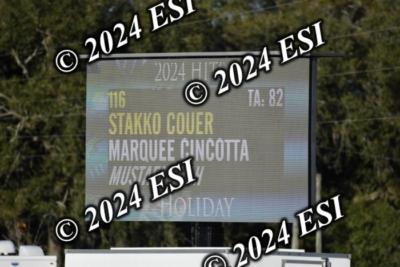 © 2024 ESI
2024 HITS
© 2024 ESI
116 TA: 82
STAKKO COUER
MARQUEE CINCOTTA
© 2024 ESI
HOLIDAY
© 2024 ESI
© 2024 ESI